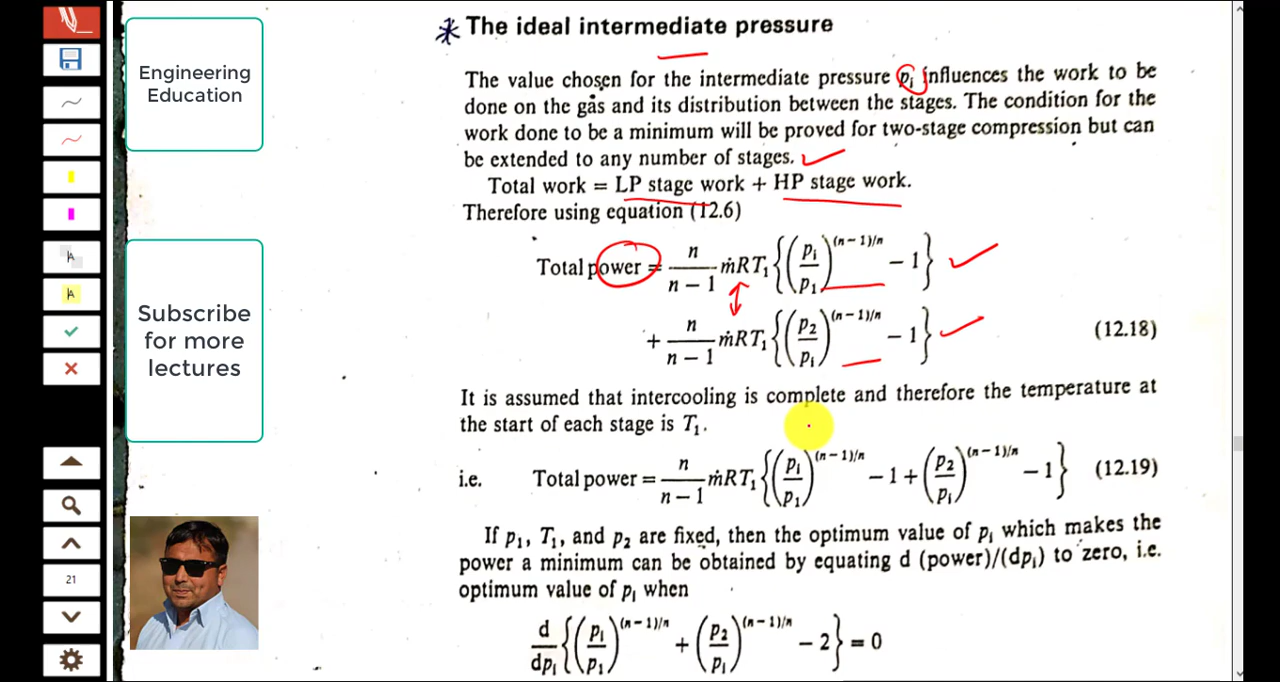 Engineering
Education
Subscribe
for more
lectures
21
* The ideal intermediate pressure
The value chosen for the intermediate pressure pᵢ influences the work to be
done on the gas and its distribution between the stages. The condition for the
work done to be a minimum will be proved for two-stage compression but can
be extended to any number of stages.
Total work = LP stage work + HP stage work.
Therefore using equation (12.6)
Total power = n/(n − 1) ṁRT₁{(pᵢ/p₁)^(n−1)/n − 1}
+ n/(n − 1) ṁRT₁{(p₂/pᵢ)^(n−1)/n − 1} (12.18)
It is assumed that intercooling is complete and therefore the temperature at
the start of each stage is T₁.
i.e. Total power = n/(n − 1) ṁRT₁{(pᵢ/p₁)^(n−1)/n − 1 + (p₂/pᵢ)^(n−1)/n − 1} (12.19)
If p₁, T₁, and p₂ are fixed, then the optimum value of pᵢ which makes the
power a minimum can be obtained by equating d (power)/(dpᵢ) to zero, i.e.
optimum value of pᵢ when
d/dpᵢ{(pᵢ/p₁)^(n−1)/n + (p₂/pᵢ)^(n−1)/n − 2} = 0